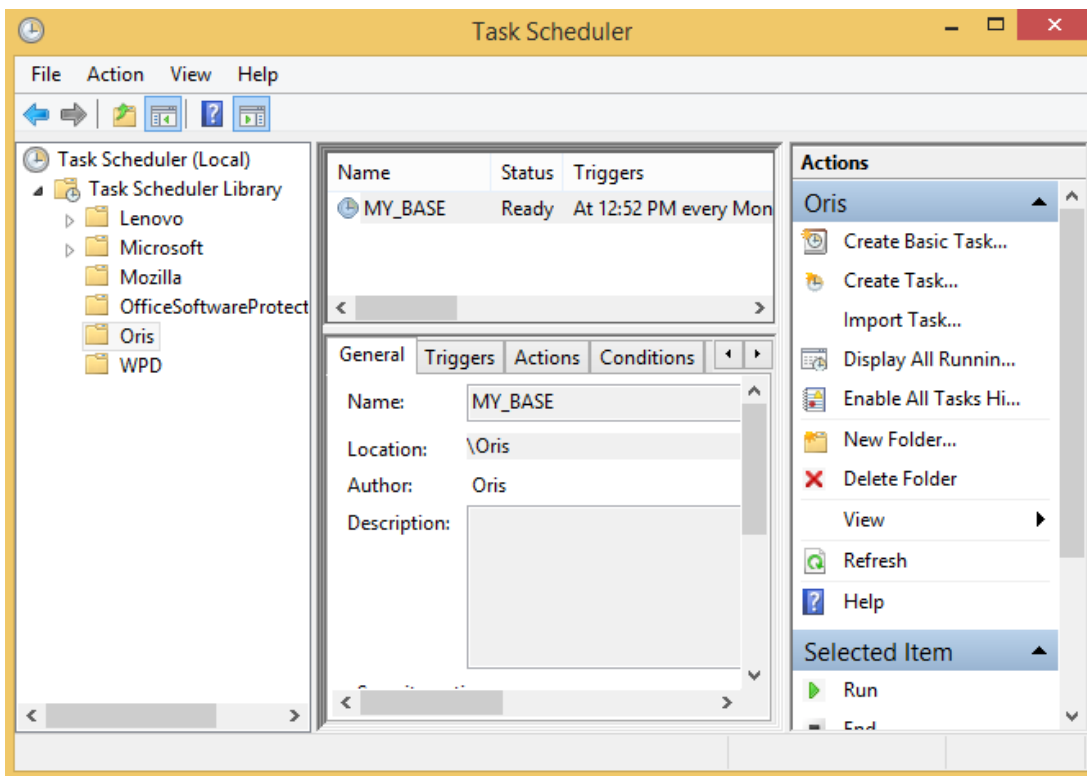 Task Scheduler
File Action View Help
Task Scheduler (Local)
Task Scheduler Library
Lenovo
Microsoft
Mozilla
OfficeSoftwareProtect
Oris
WPD
Name Status Triggers
MY_BASE Ready At 12:52 PM every Mon
General Triggers Actions Conditions
Name: MY_BASE
Location: \Oris
Author: Oris
Description:
Actions
Oris
Create Basic Task...
Create Task...
Import Task...
Display All Runnin...
Enable All Tasks Hi...
New Folder...
Delete Folder
View
Refresh
Help
Selected Item
Run
End